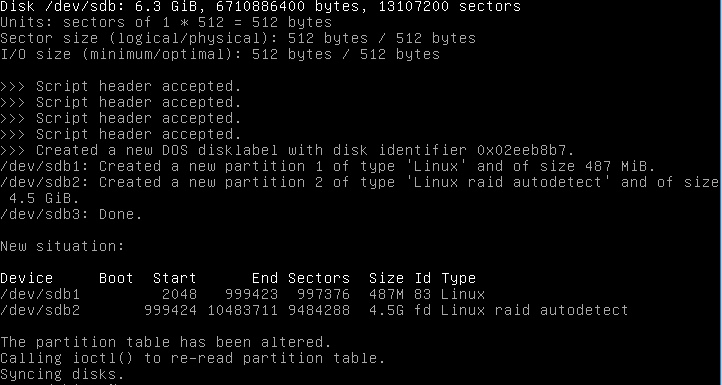 Disk /dev/sdb: 6.3 GiB, 6710886400 bytes, 13107200 sectors
Units: sectors of 1 * 512 = 512 bytes
Sector size (logical/physical): 512 bytes / 512 bytes
I/O size (minimum/optimal): 512 bytes / 512 bytes

>>> Script header accepted.
>>> Script header accepted.
>>> Script header accepted.
>>> Script header accepted.
>>> Created a new DOS disklabel with disk identifier 0x02eeb8b7.
/dev/sdb1: Created a new partition 1 of type 'Linux' and of size 487 MiB.
/dev/sdb2: Created a new partition 2 of type 'Linux raid autodetect' and of size
 4.5 GiB.
/dev/sdb3: Done.

New situation:

Device     Boot  Start      End Sectors  Size Id Type
/dev/sdb1         2048   999423  997376  487M 83 Linux
/dev/sdb2       999424 10483711 9484288  4.5G fd Linux raid autodetect

The partition table has been altered.
Calling ioctl() to re-read partition table.
Syncing disks.